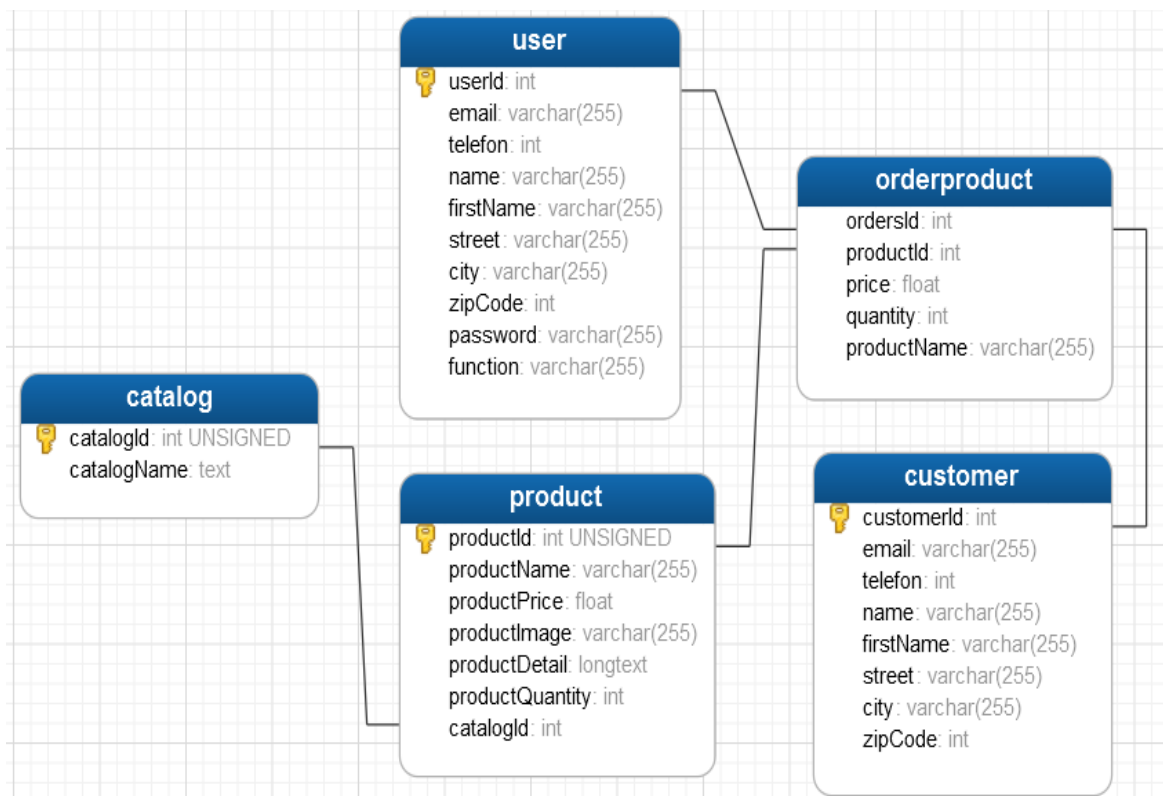 user
userId: int
email: varchar(255)
telefon: int
name: varchar(255)
firstName: varchar(255)
street: varchar(255)
city: varchar(255)
zipCode: int
password: varchar(255)
function: varchar(255)
orderproduct
ordersId: int
productId: int
price: float
quantity: int
productName: varchar(255)
catalog
catalogId: int UNSIGNED
catalogName: text
product
productId: int UNSIGNED
productName: varchar(255)
productPrice: float
productImage: varchar(255)
productDetail: longtext
productQuantity: int
catalogId: int
customer
customerId: int
email: varchar(255)
telefon: int
name: varchar(255)
firstName: varchar(255)
street: varchar(255)
city: varchar(255)
zipCode: int